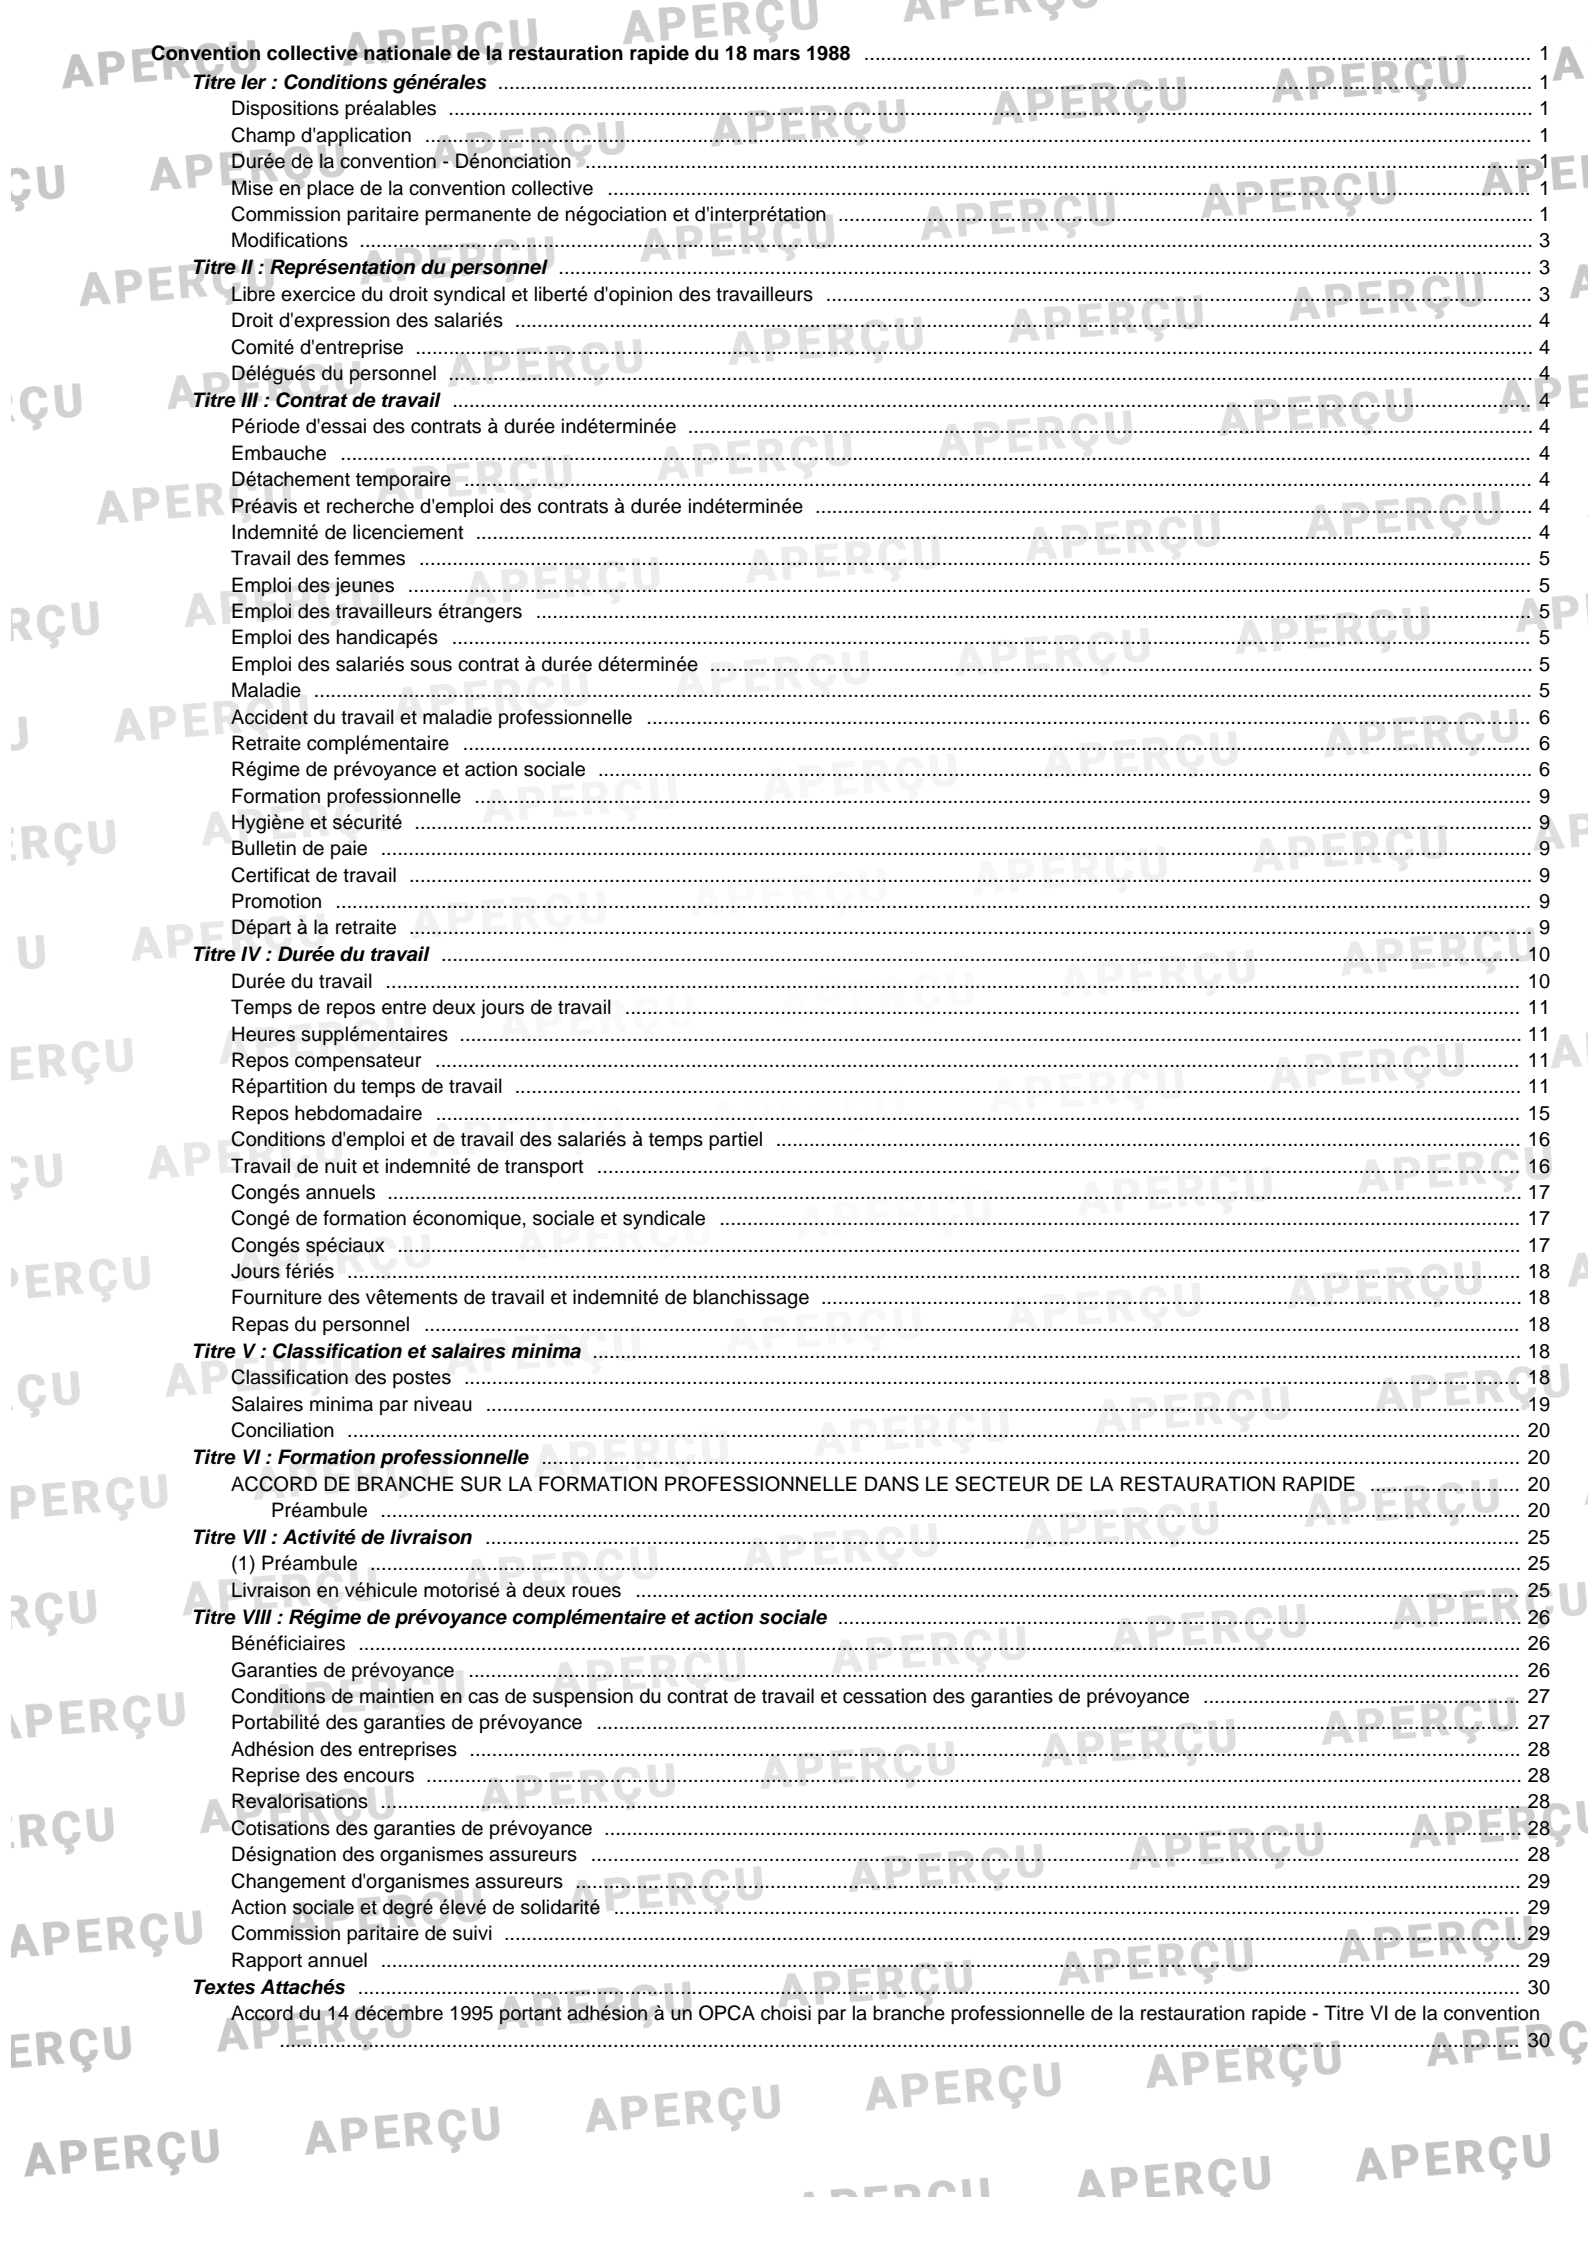 Convention collective nationale de la restauration rapide du 18 mars 1988 ... 1
Titre Ier : Conditions générales ... 1
Dispositions préalables ... 1
Champ d'application ... 1
Durée de la convention - Dénonciation ... 1
Mise en place de la convention collective ... 1
Commission paritaire permanente de négociation et d'interprétation ... 1
Modifications ... 3
Titre II : Représentation du personnel ... 3
Libre exercice du droit syndical et liberté d'opinion des travailleurs ... 3
Droit d'expression des salariés ... 4
Comité d'entreprise ... 4
Délégués du personnel ... 4
Titre III : Contrat de travail ... 4
Période d'essai des contrats à durée indéterminée ... 4
Embauche ... 4
Détachement temporaire ... 4
Préavis et recherche d'emploi des contrats à durée indéterminée ... 4
Indemnité de licenciement ... 4
Travail des femmes ... 5
Emploi des jeunes ... 5
Emploi des travailleurs étrangers ... 5
Emploi des handicapés ... 5
Emploi des salariés sous contrat à durée déterminée ... 5
Maladie ... 5
Accident du travail et maladie professionnelle ... 6
Retraite complémentaire ... 6
Régime de prévoyance et action sociale ... 6
Formation professionnelle ... 9
Hygiène et sécurité ... 9
Bulletin de paie ... 9
Certificat de travail ... 9
Promotion ... 9
Départ à la retraite ... 9
Titre IV : Durée du travail ... 10
Durée du travail ... 10
Temps de repos entre deux jours de travail ... 11
Heures supplémentaires ... 11
Repos compensateur ... 11
Répartition du temps de travail ... 11
Repos hebdomadaire ... 15
Conditions d'emploi et de travail des salariés à temps partiel ... 16
Travail de nuit et indemnité de transport ... 16
Congés annuels ... 17
Congé de formation économique, sociale et syndicale ... 17
Congés spéciaux ... 17
Jours fériés ... 18
Fourniture des vêtements de travail et indemnité de blanchissage ... 18
Repas du personnel ... 18
Titre V : Classification et salaires minima ... 18
Classification des postes ... 18
Salaires minima par niveau ... 19
Conciliation ... 20
Titre VI : Formation professionnelle ... 20
ACCORD DE BRANCHE SUR LA FORMATION PROFESSIONNELLE DANS LE SECTEUR DE LA RESTAURATION RAPIDE ... 20
Préambule ... 20
Titre VII : Activité de livraison ... 25
(1) Préambule ... 25
Livraison en véhicule motorisé à deux roues ... 25
Titre VIII : Régime de prévoyance complémentaire et action sociale ... 26
Bénéficiaires ... 26
Garanties de prévoyance ... 26
Conditions de maintien en cas de suspension du contrat de travail et cessation des garanties de prévoyance ... 27
Portabilité des garanties de prévoyance ... 27
Adhésion des entreprises ... 28
Reprise des encours ... 28
Revalorisations ... 28
Cotisations des garanties de prévoyance ... 28
Désignation des organismes assureurs ... 28
Changement d'organismes assureurs ... 29
Action sociale et degré élevé de solidarité ... 29
Commission paritaire de suivi ... 29
Rapport annuel ... 29
Textes Attachés ... 30
Accord du 14 décembre 1995 portant adhésion à un OPCA choisi par la branche professionnelle de la restauration rapide - Titre VI de la convention
... 30
APERÇU